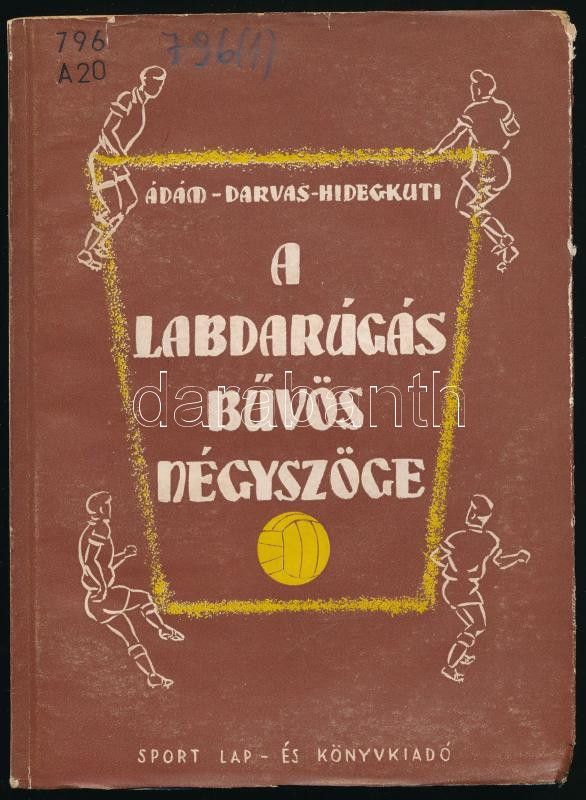 796
A20
796(1)
ÁDÁM - DARVAS - HIDEGKUTI
A
LABDARÚGÁS
BŰVÖS
NÉGYSZÖGE
darabanth
SPORT LAP - ÉS KÖNYVKIADÓ